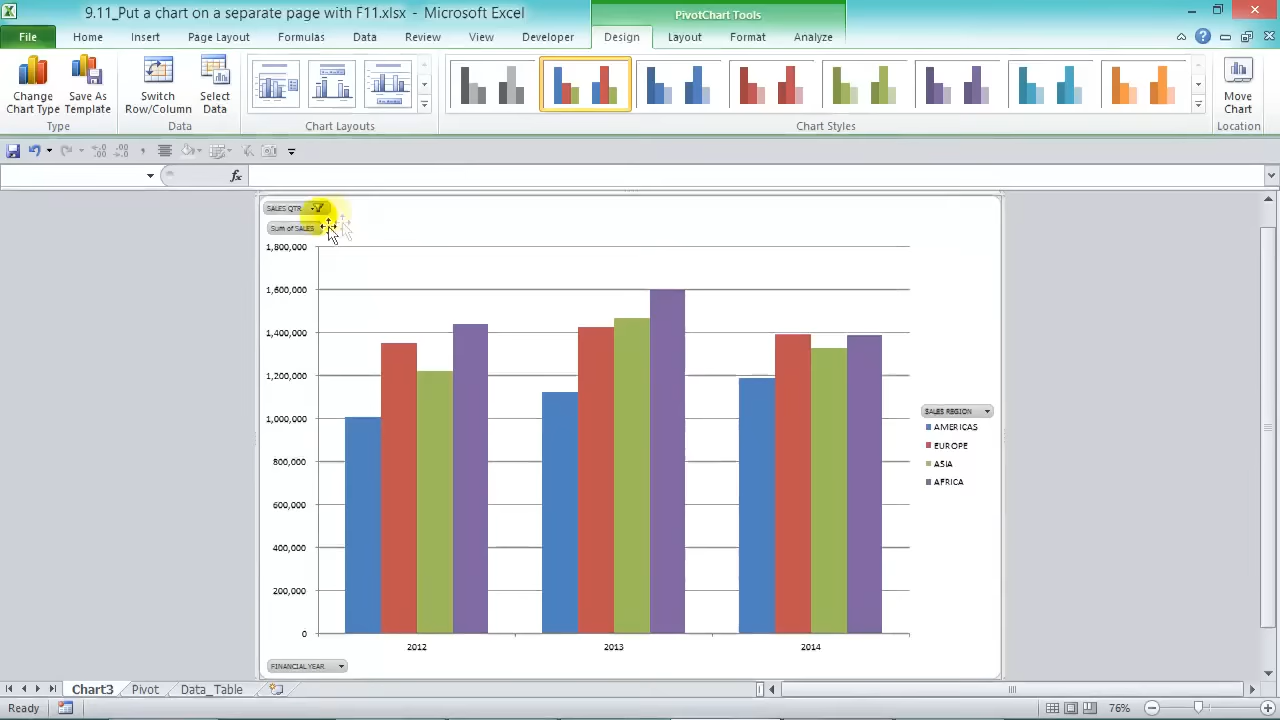 9.11_Put a chart on a separate page with F11.xlsx - Microsoft Excel
PivotChart Tools
File Home Insert Page Layout Formulas Data Review View Developer Design Layout Format Analyze
Change Chart Type
Save As Template
Switch Row/Column
Select Data
Move Chart
Type Data Chart Layouts Chart Styles Location
fx
SALES QTR
Sum of SALES
1,800,000
1,600,000
1,400,000
1,200,000
1,000,000
800,000
600,000
400,000
200,000
0
2012 2013 2014
SALES REGION
AMERICAS
EUROPE
ASIA
AFRICA
FINANCIAL YEAR
Chart3 Pivot Data_Table
Ready 76%